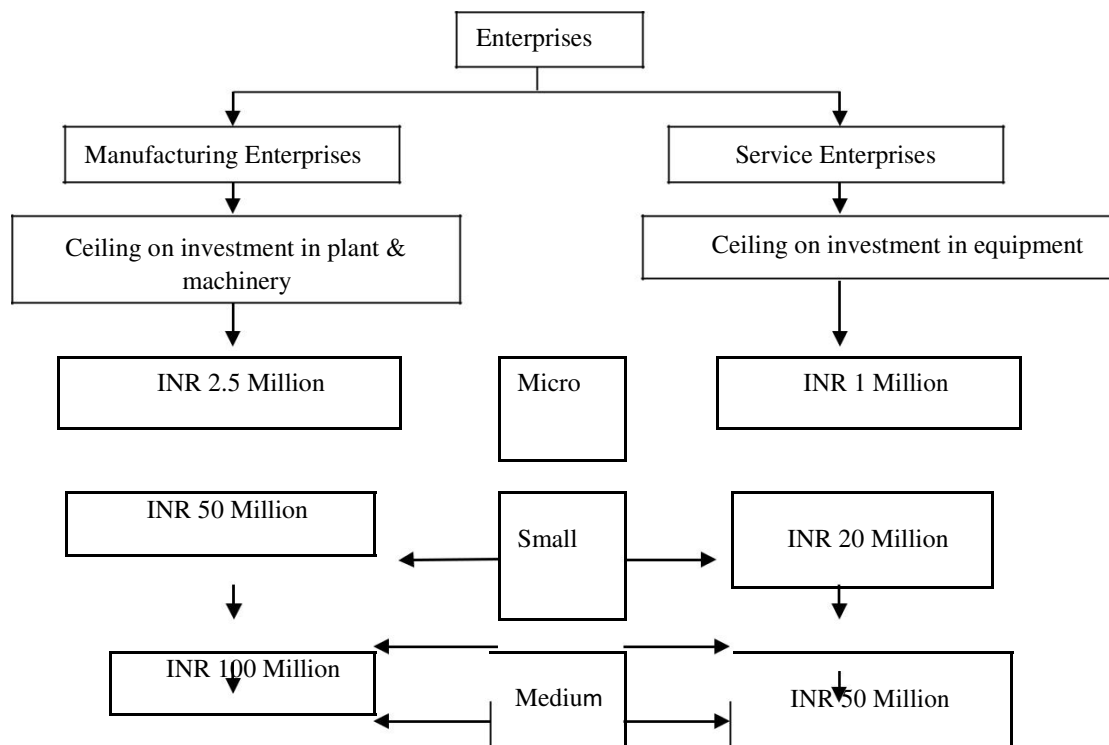 Enterprises
Manufacturing Enterprises
Service Enterprises
Ceiling on investment in plant &
machinery
Ceiling on investment in equipment
INR 2.5 Million
Micro
INR 1 Million
INR 50 Million
Small
INR 20 Million
INR 100 Million
Medium
INR 50 Million